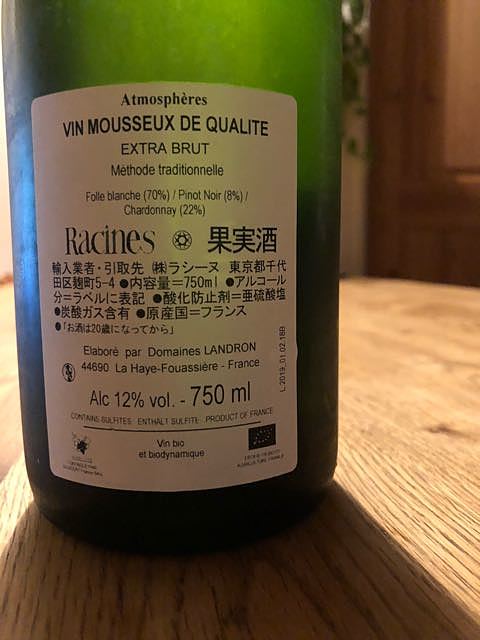 Atmosphères
VIN MOUSSEUX DE QUALITE
EXTRA BRUT
Méthode traditionnelle
Folle blanche (70%) / Pinot Noir (8%) /
Chardonnay (22%)
Racines 果実酒
輸入業者・引取先 ㈱ラシーヌ 東京都千代
田区麹町5-4 ●内容量=750ml ●アルコール
分=ラベルに表記 ●酸化防止剤=亜硫酸塩
●炭酸ガス含有 ●原産国=フランス
●「お酒は20歳になってから」
Elaboré par Domaines LANDRON
44690 La Haye-Fouassière - France
L.2019_01.02.18B
Alc 12% vol. - 750 ml
CONTAINS SULFITES ENTHALT SULFITE PRODUCT OF FRANCE
Vin bio
et biodynamique